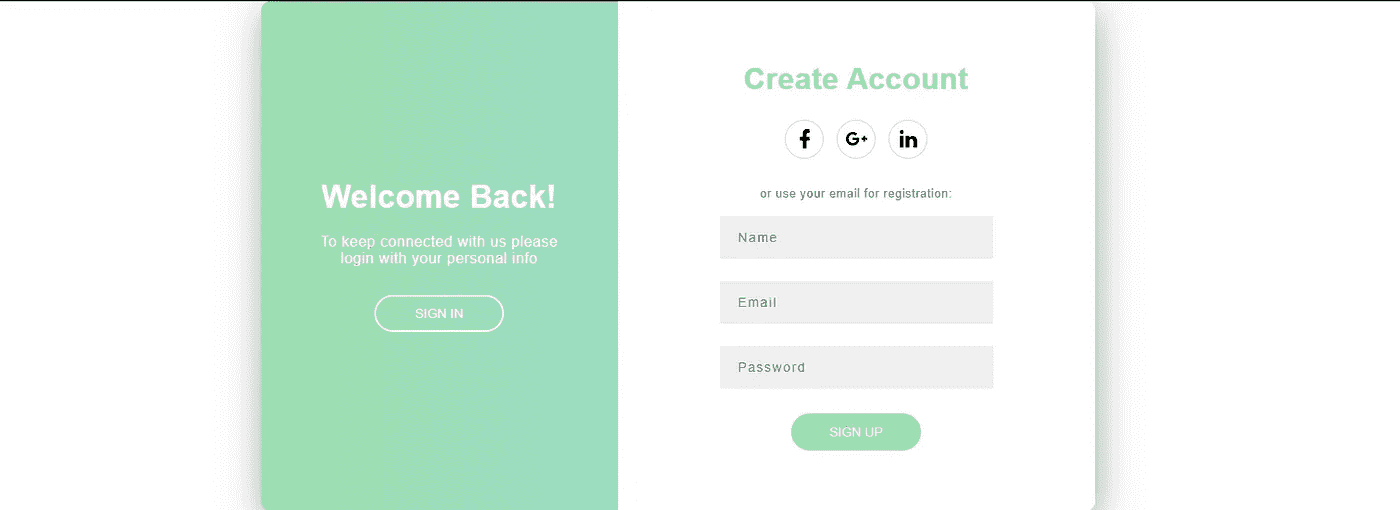 Welcome Back!
To keep connected with us please
login with your personal info
SIGN IN
Create Account
f
G+
in
or use your email for registration:
Name
Email
Password
SIGN UP